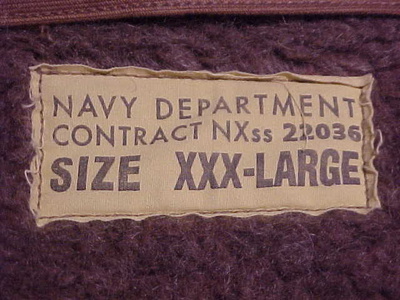 NAVY DEPARTMENT
CONTRACT NXss 22036
SIZE XXX-LARGE